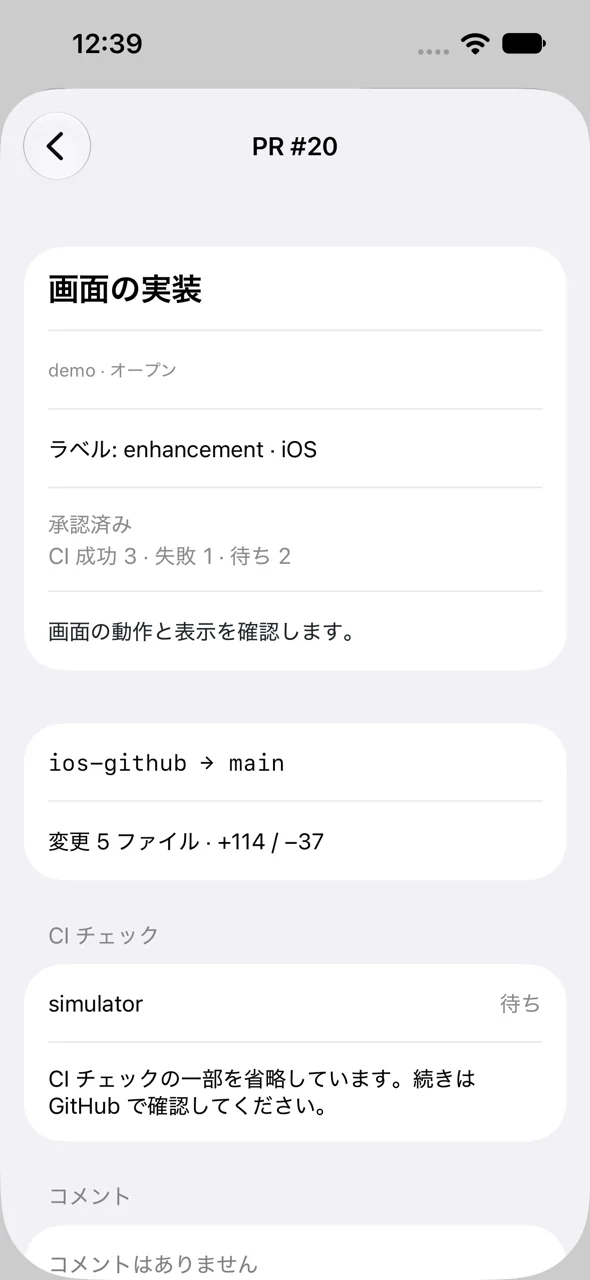 12:39
PR #20
画面の実装
demo · オープン
ラベル: enhancement · iOS
承認済み
CI 成功 3 · 失敗 1 · 待ち 2
画面の動作と表示を確認します。
ios-github → main
変更 5 ファイル · +114 / −37
CI チェック
simulator 待ち
CI チェックの一部を省略しています。続きは
GitHub で確認してください。
コメント
コメントはありません